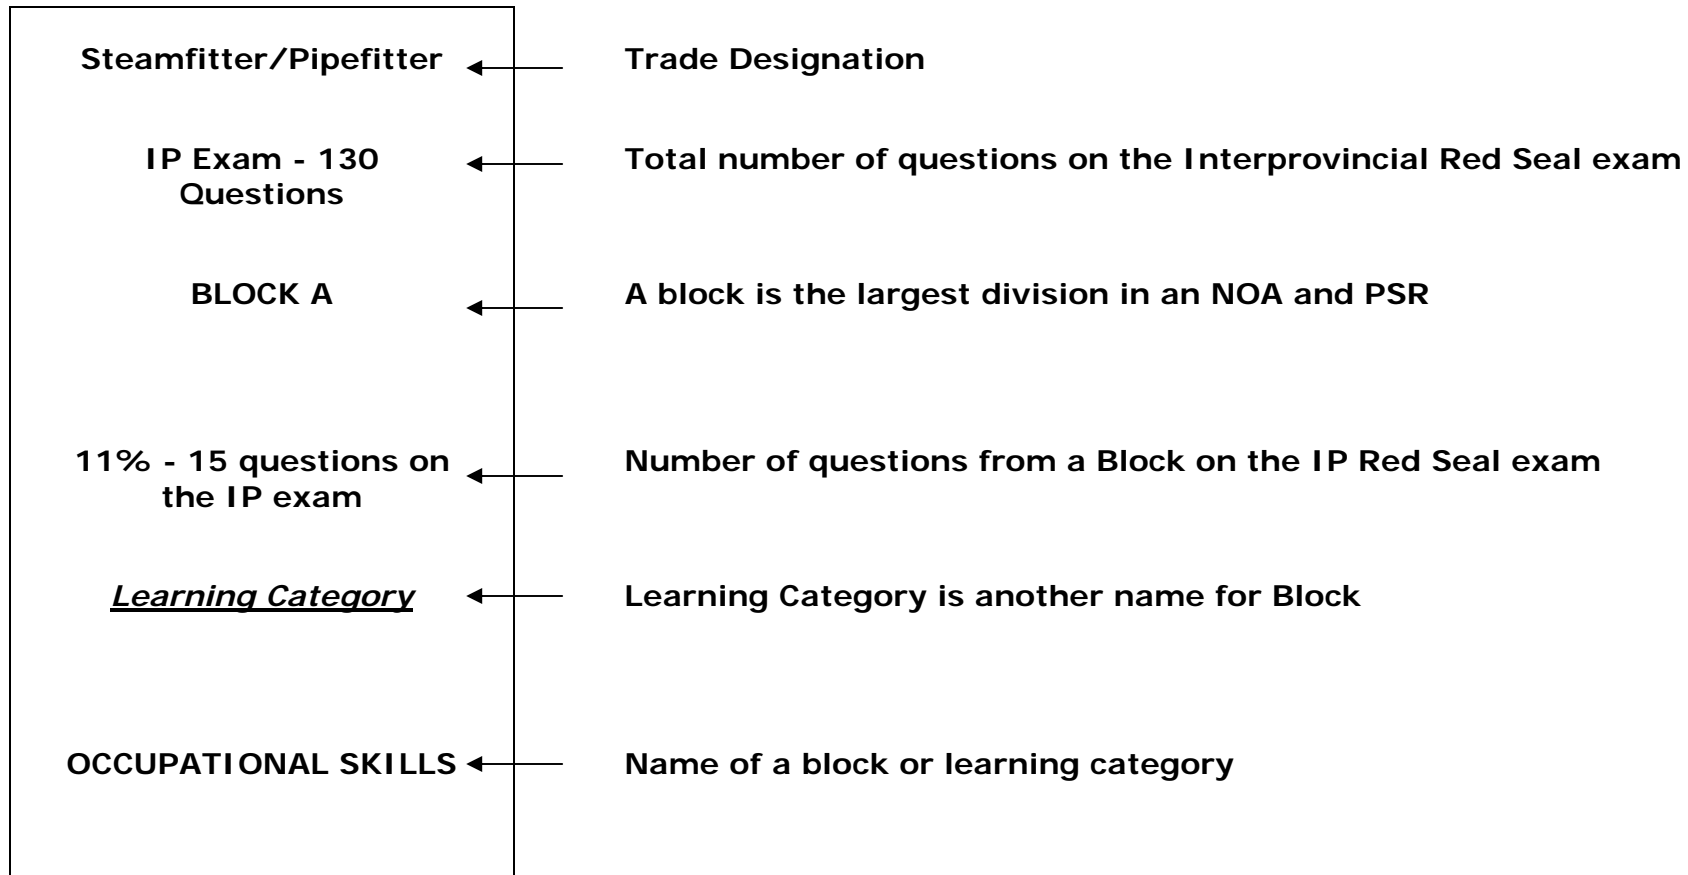 Steamfitter/Pipefitter
Trade Designation
IP Exam - 130
Questions
Total number of questions on the Interprovincial Red Seal exam
BLOCK A
A block is the largest division in an NOA and PSR
11% - 15 questions on
the IP exam
Number of questions from a Block on the IP Red Seal exam
Learning Category
Learning Category is another name for Block
OCCUPATIONAL SKILLS
Name of a block or learning category